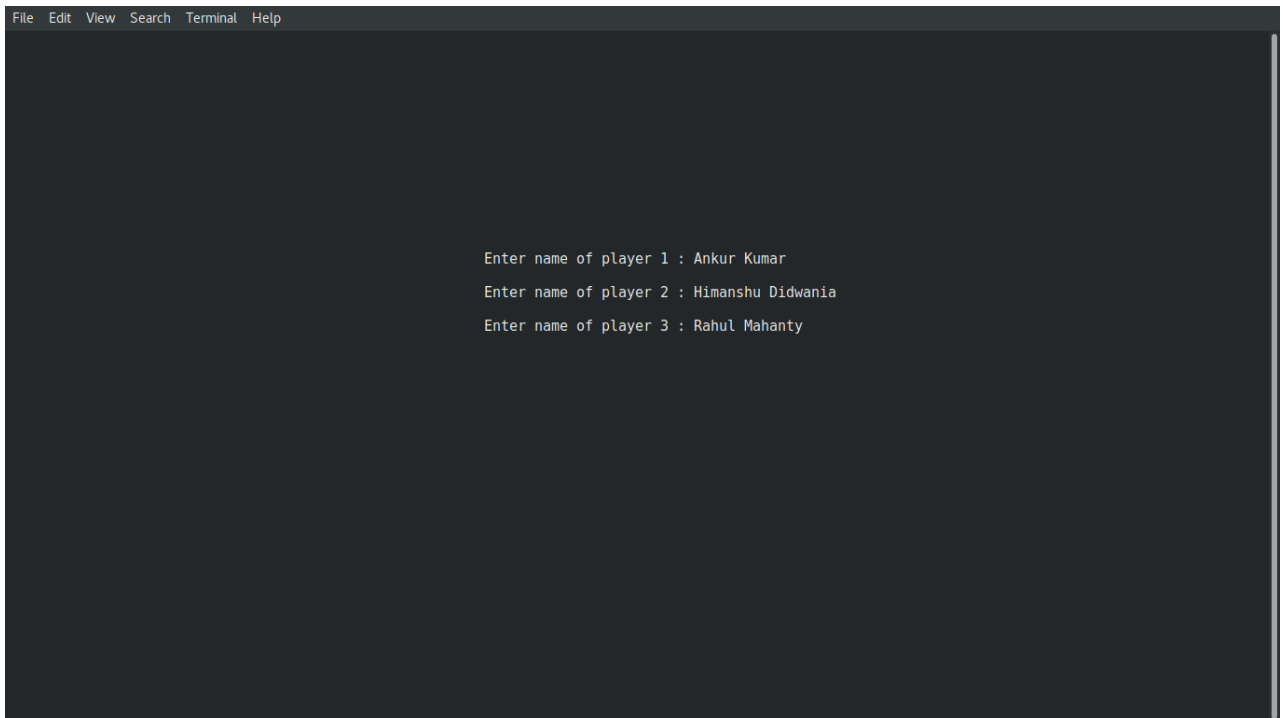 File Edit View Search Terminal Help
Enter name of player 1 : Ankur Kumar
Enter name of player 2 : Himanshu Didwania
Enter name of player 3 : Rahul Mahanty